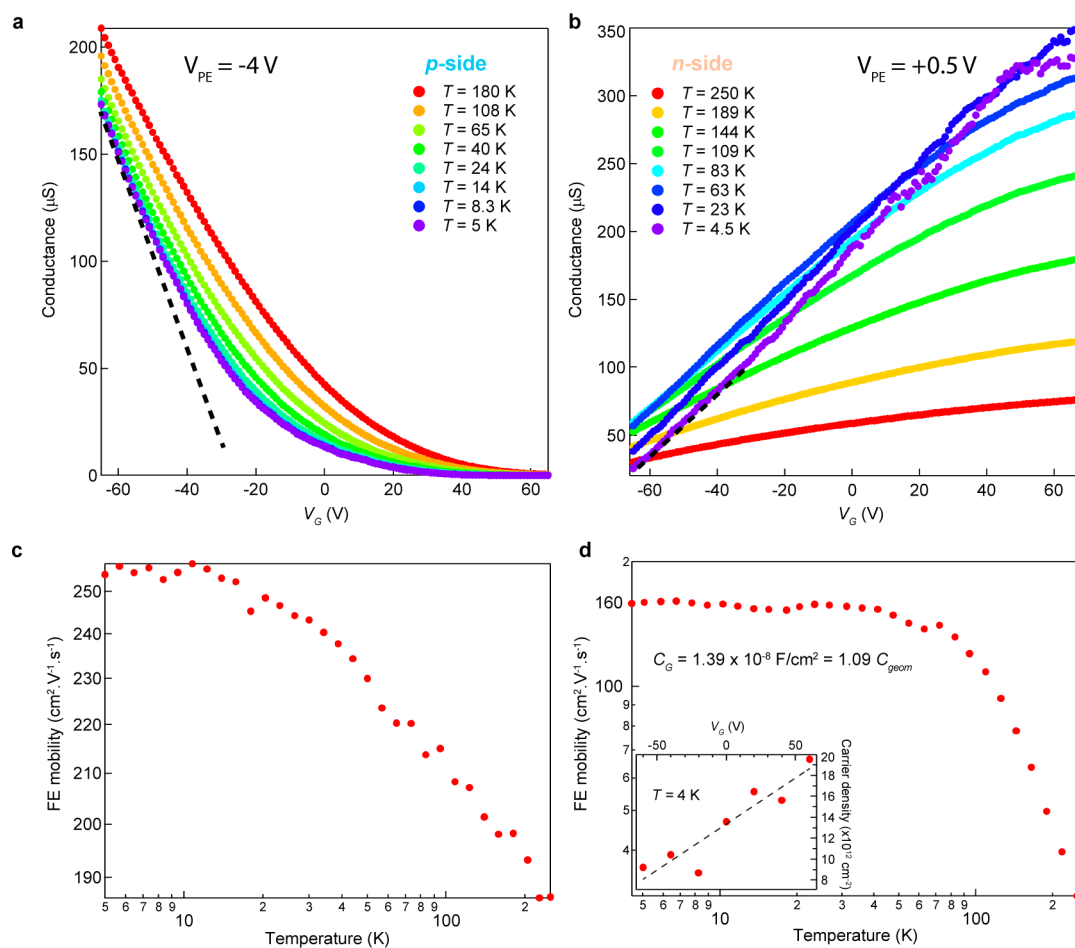 a
V_PE = -4 V
p-side
T = 180 K
T = 108 K
T = 65 K
T = 40 K
T = 24 K
T = 14 K
T = 8.3 K
T = 5 K
200
150
100
50
0
Conductance (µS)
-60
-40
-20
0
20
40
60
V_G (V)
b
n-side
V_PE = +0.5 V
T = 250 K
T = 189 K
T = 144 K
T = 109 K
T = 83 K
T = 63 K
T = 23 K
T = 4.5 K
350
300
250
200
150
100
50
Conductance (µS)
-60
-40
-20
0
20
40
60
V_G (V)
c
250
240
230
220
210
200
190
FE mobility (cm².V⁻¹.s⁻¹)
5
6
7
8
9
10
2
3
4
5
6
7
8
9
100
2
Temperature (K)
d
2
160
100
9
8
7
6
5
4
FE mobility (cm².V⁻¹.s⁻¹)
C_G = 1.39 x 10⁻⁸ F/cm² = 1.09 C_geom
V_G (V)
-50
0
50
T = 4 K
20
18
16
14
12
10
8
Carrier density (x10¹² cm⁻²)
5
6
7
8
9
10
2
3
4
5
6
7
8
9
100
2
Temperature (K)